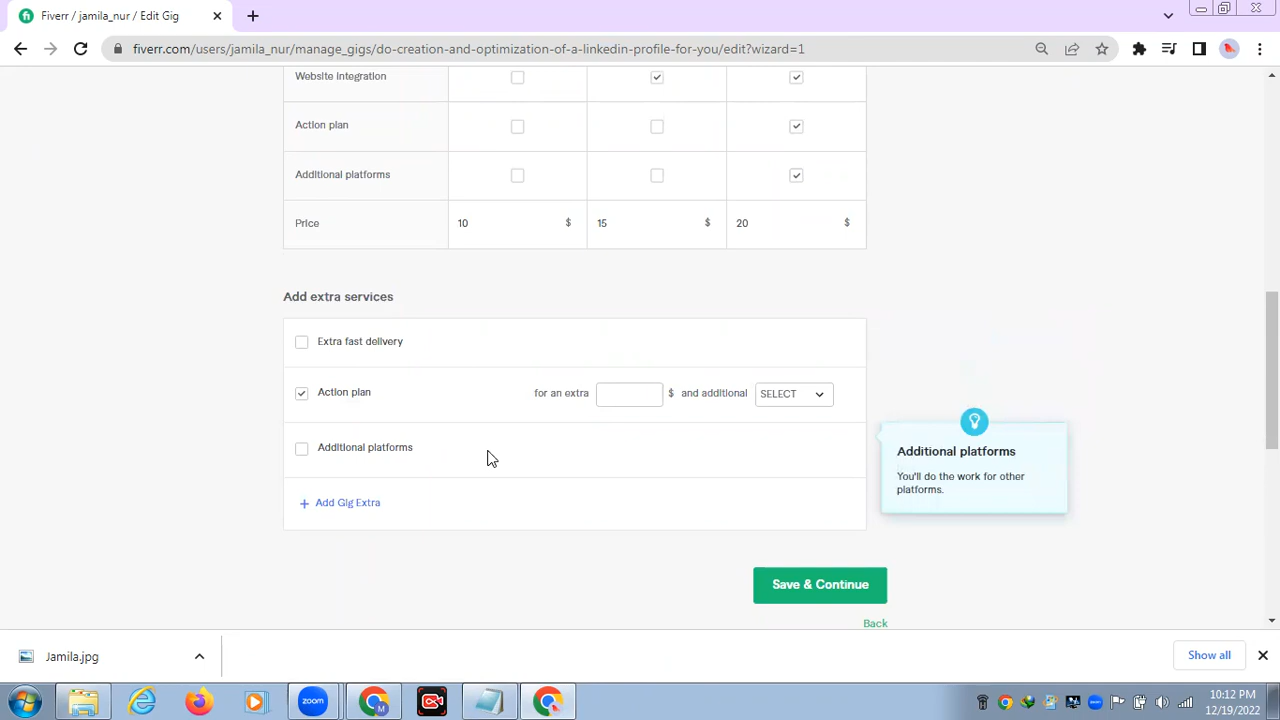 Fiverr / jamila_nur / Edit Gig
fiverr.com/users/jamila_nur/manage_gigs/do-creation-and-optimization-of-a-linkedin-profile-for-you/edit?wizard=1
Website Integration
Action plan
Additional platforms
Price 10 $ 15 $ 20 $
Add extra services
Extra fast delivery
Action plan for an extra $ and additional SELECT
Additional platforms
+ Add Gig Extra
Additional platforms
You'll do the work for other
platforms.
Save & Continue
Back
Jamila.jpg
Show all
zoom
M
10:12 PM
12/19/2022